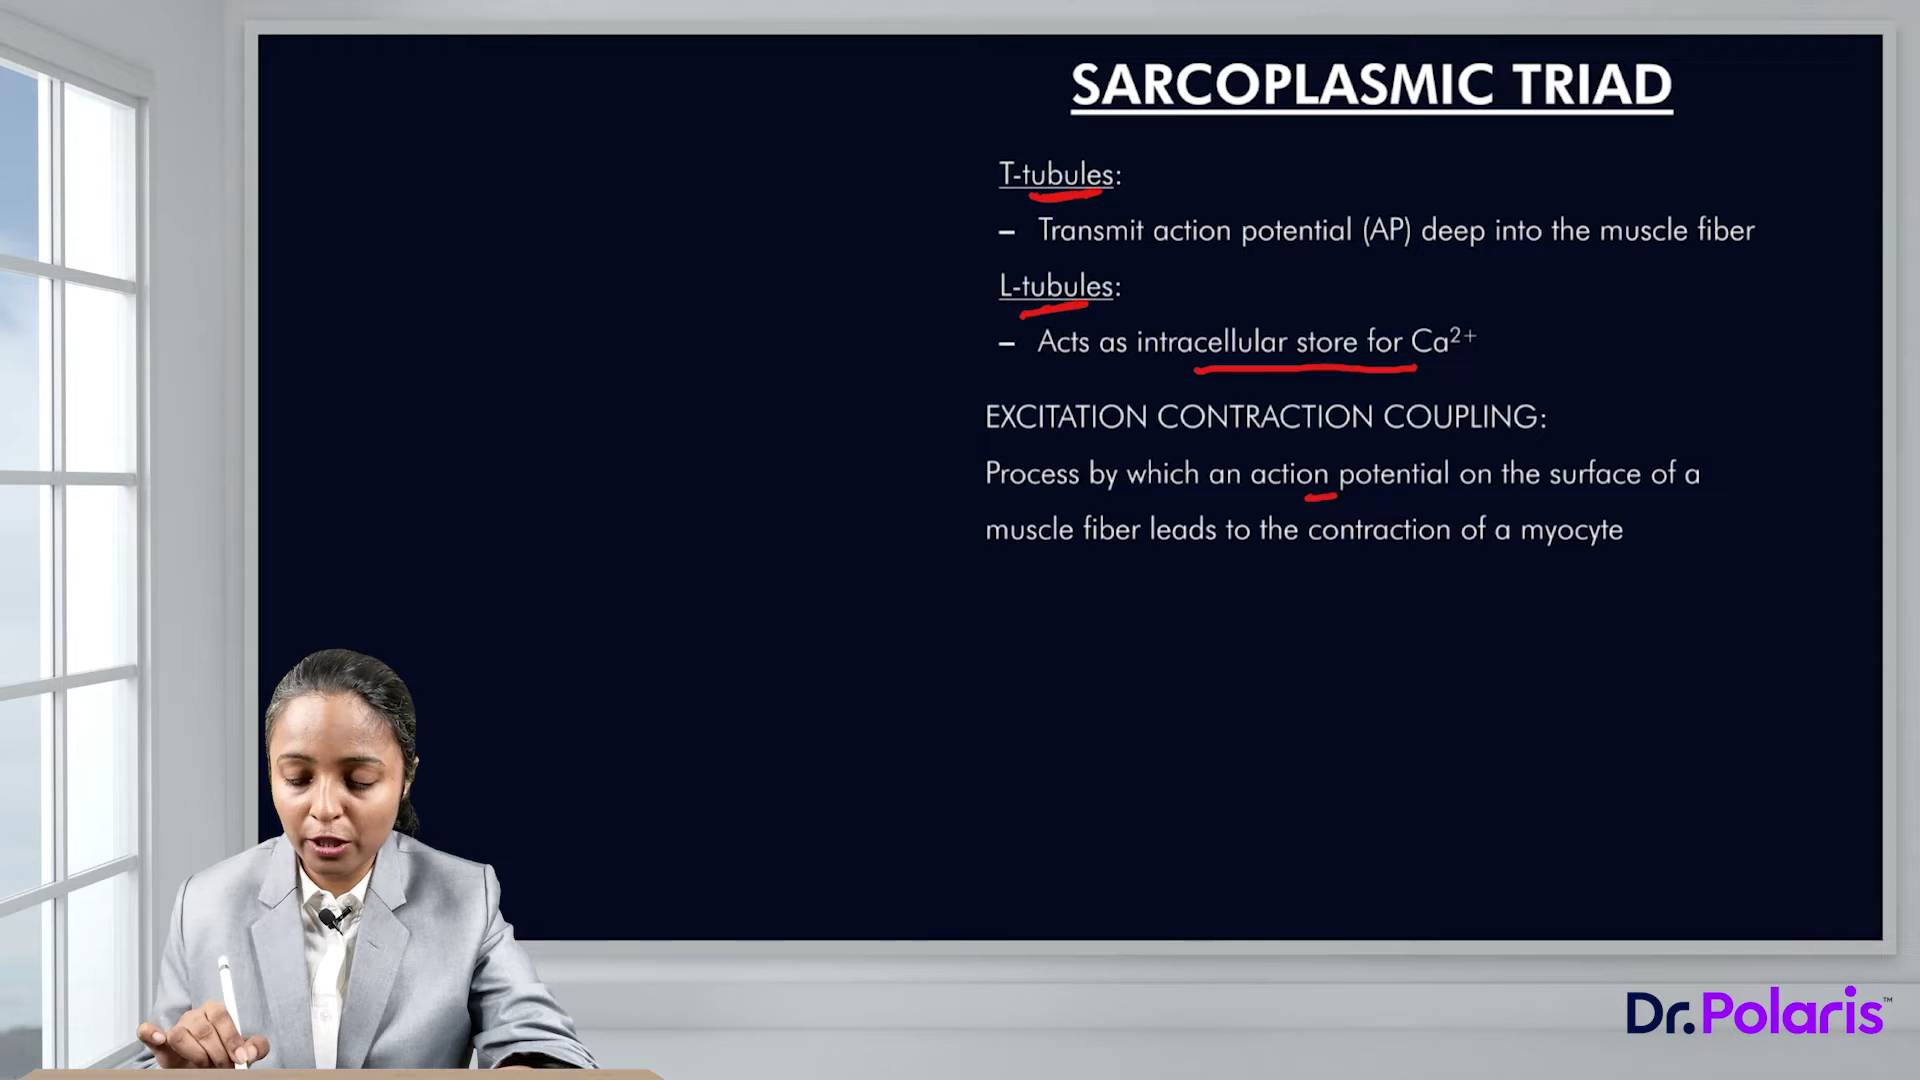 SARCOPLASMIC TRIAD
T-tubules:
– Transmit action potential (AP) deep into the muscle fiber
L-tubules:
– Acts as intracellular store for Ca²⁺
EXCITATION CONTRACTION COUPLING:
Process by which an action potential on the surface of a
muscle fiber leads to the contraction of a myocyte
Dr.Polaris™